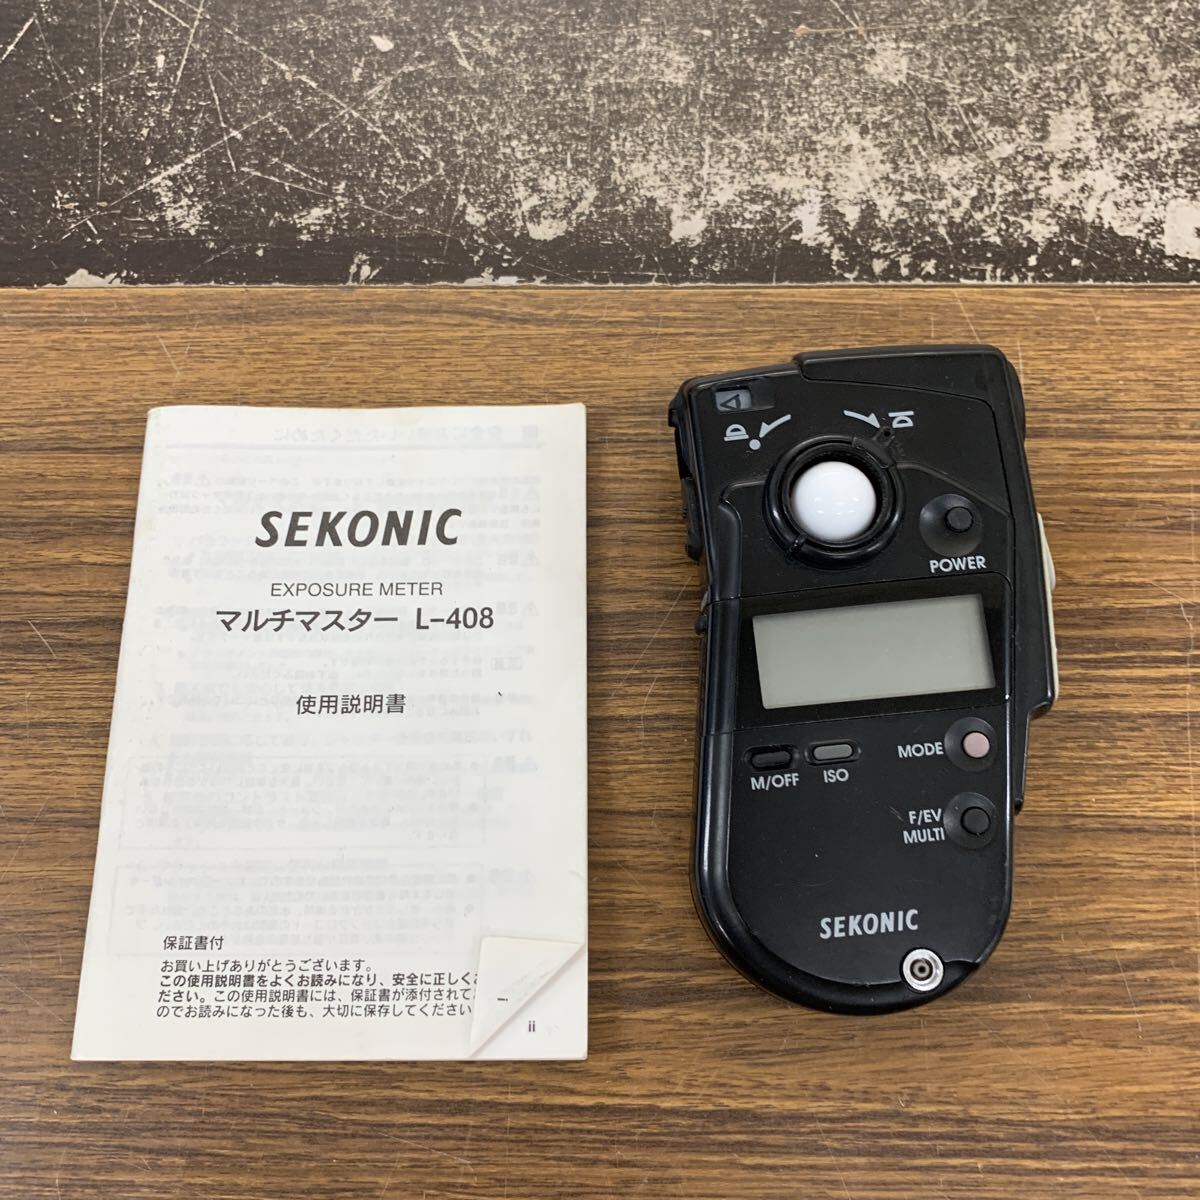 SEKONIC
EXPOSURE METER
マルチマスター L-408
使用説明書
保証書付
お買い上げありがとうございます。
この使用説明書をよくお読みになり、安全に正しくお
ださい。この使用説明書には、保証書が添付されて
のでお読みになった後も、大切に保存してください
ii
POWER
MODE
M/OFF
ISO
F/EV
MULTI
SEKONIC